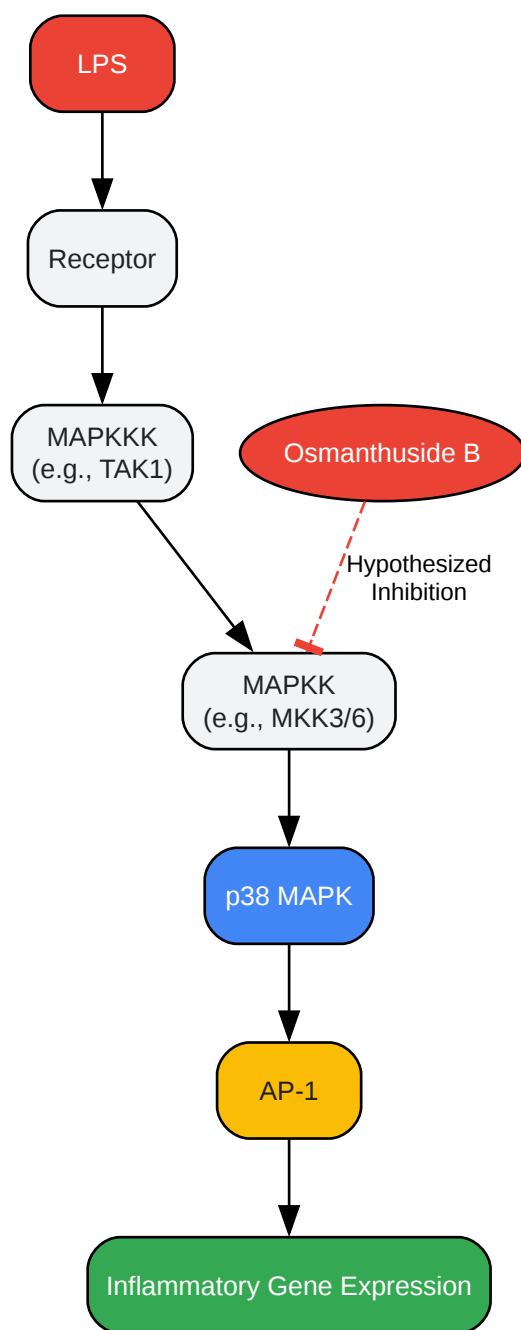 LPS
Receptor
MAPKKK
(e.g., TAK1)
Osmanthuside B
Hypothesized
Inhibition
MAPKK
(e.g., MKK3/6)
p38 MAPK
AP-1
Inflammatory Gene Expression